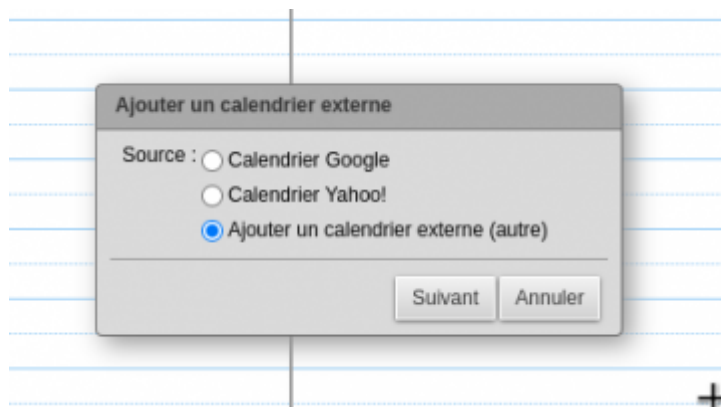 Ajouter un calendrier externe
Source : Calendrier Google
Calendrier Yahoo!
Ajouter un calendrier externe (autre)
Suivant Annuler